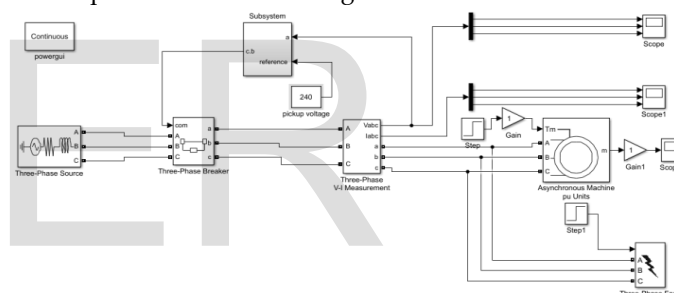 Subsystem
Continuous
powergui
a
c.b
reference
240
pickup voltage
Scope
Scope1
com
A
B
C
a
b
c
Three-Phase Source
Three-Phase Breaker
A
B
C
Vabc
Iabc
a
b
c
Three-Phase
V-I Measurement
Step
1
Gain
Tm
A
B
C
m
Asynchronous Machine
pu Units
1
Gain1
Step1
A
B
C
A
B
C
ER